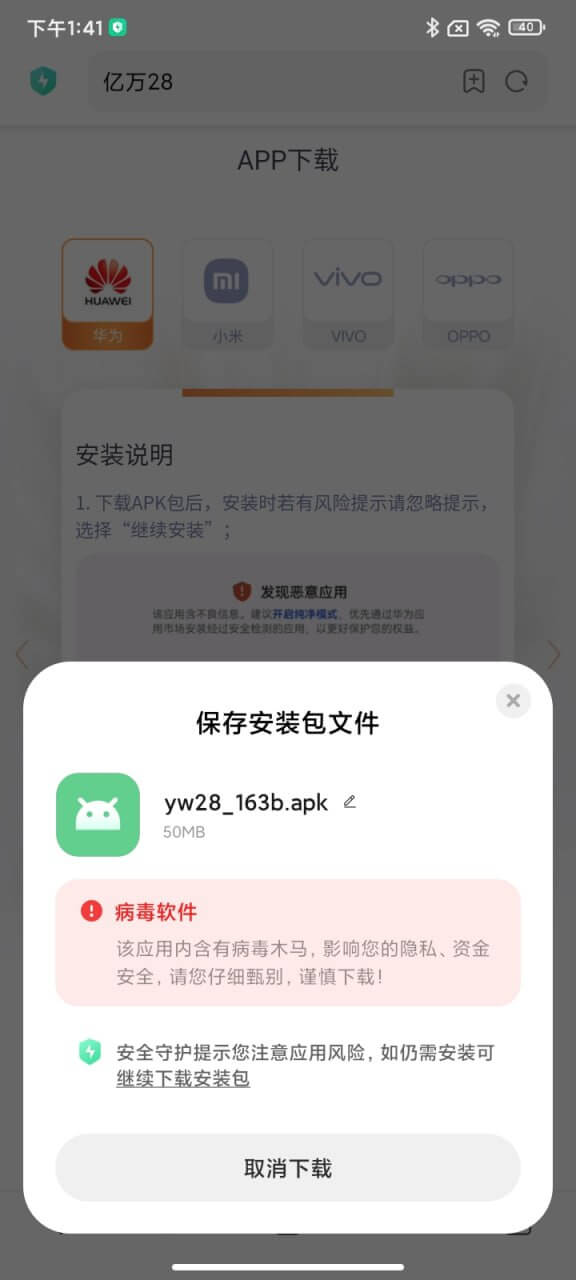 下午1:41
40
亿万28
APP下载
HUAWEI
华为
mi
小米
vivo
VIVO
oppo
OPPO
安装说明
1. 下载APK包后，安装时若有风险提示请忽略提示，
选择“继续安装”；
发现恶意应用
该应用含不良信息。建议开启纯净模式，优先通过华为应
用市场安装经过安全检测的应用，以更好保护您的权益。
保存安装包文件
yw28_163b.apk
50MB
病毒软件
该应用内含有病毒木马，影响您的隐私、资金
安全，请您仔细甄别，谨慎下载！
安全守护提示您注意应用风险，如仍需安装可
继续下载安装包
取消下载